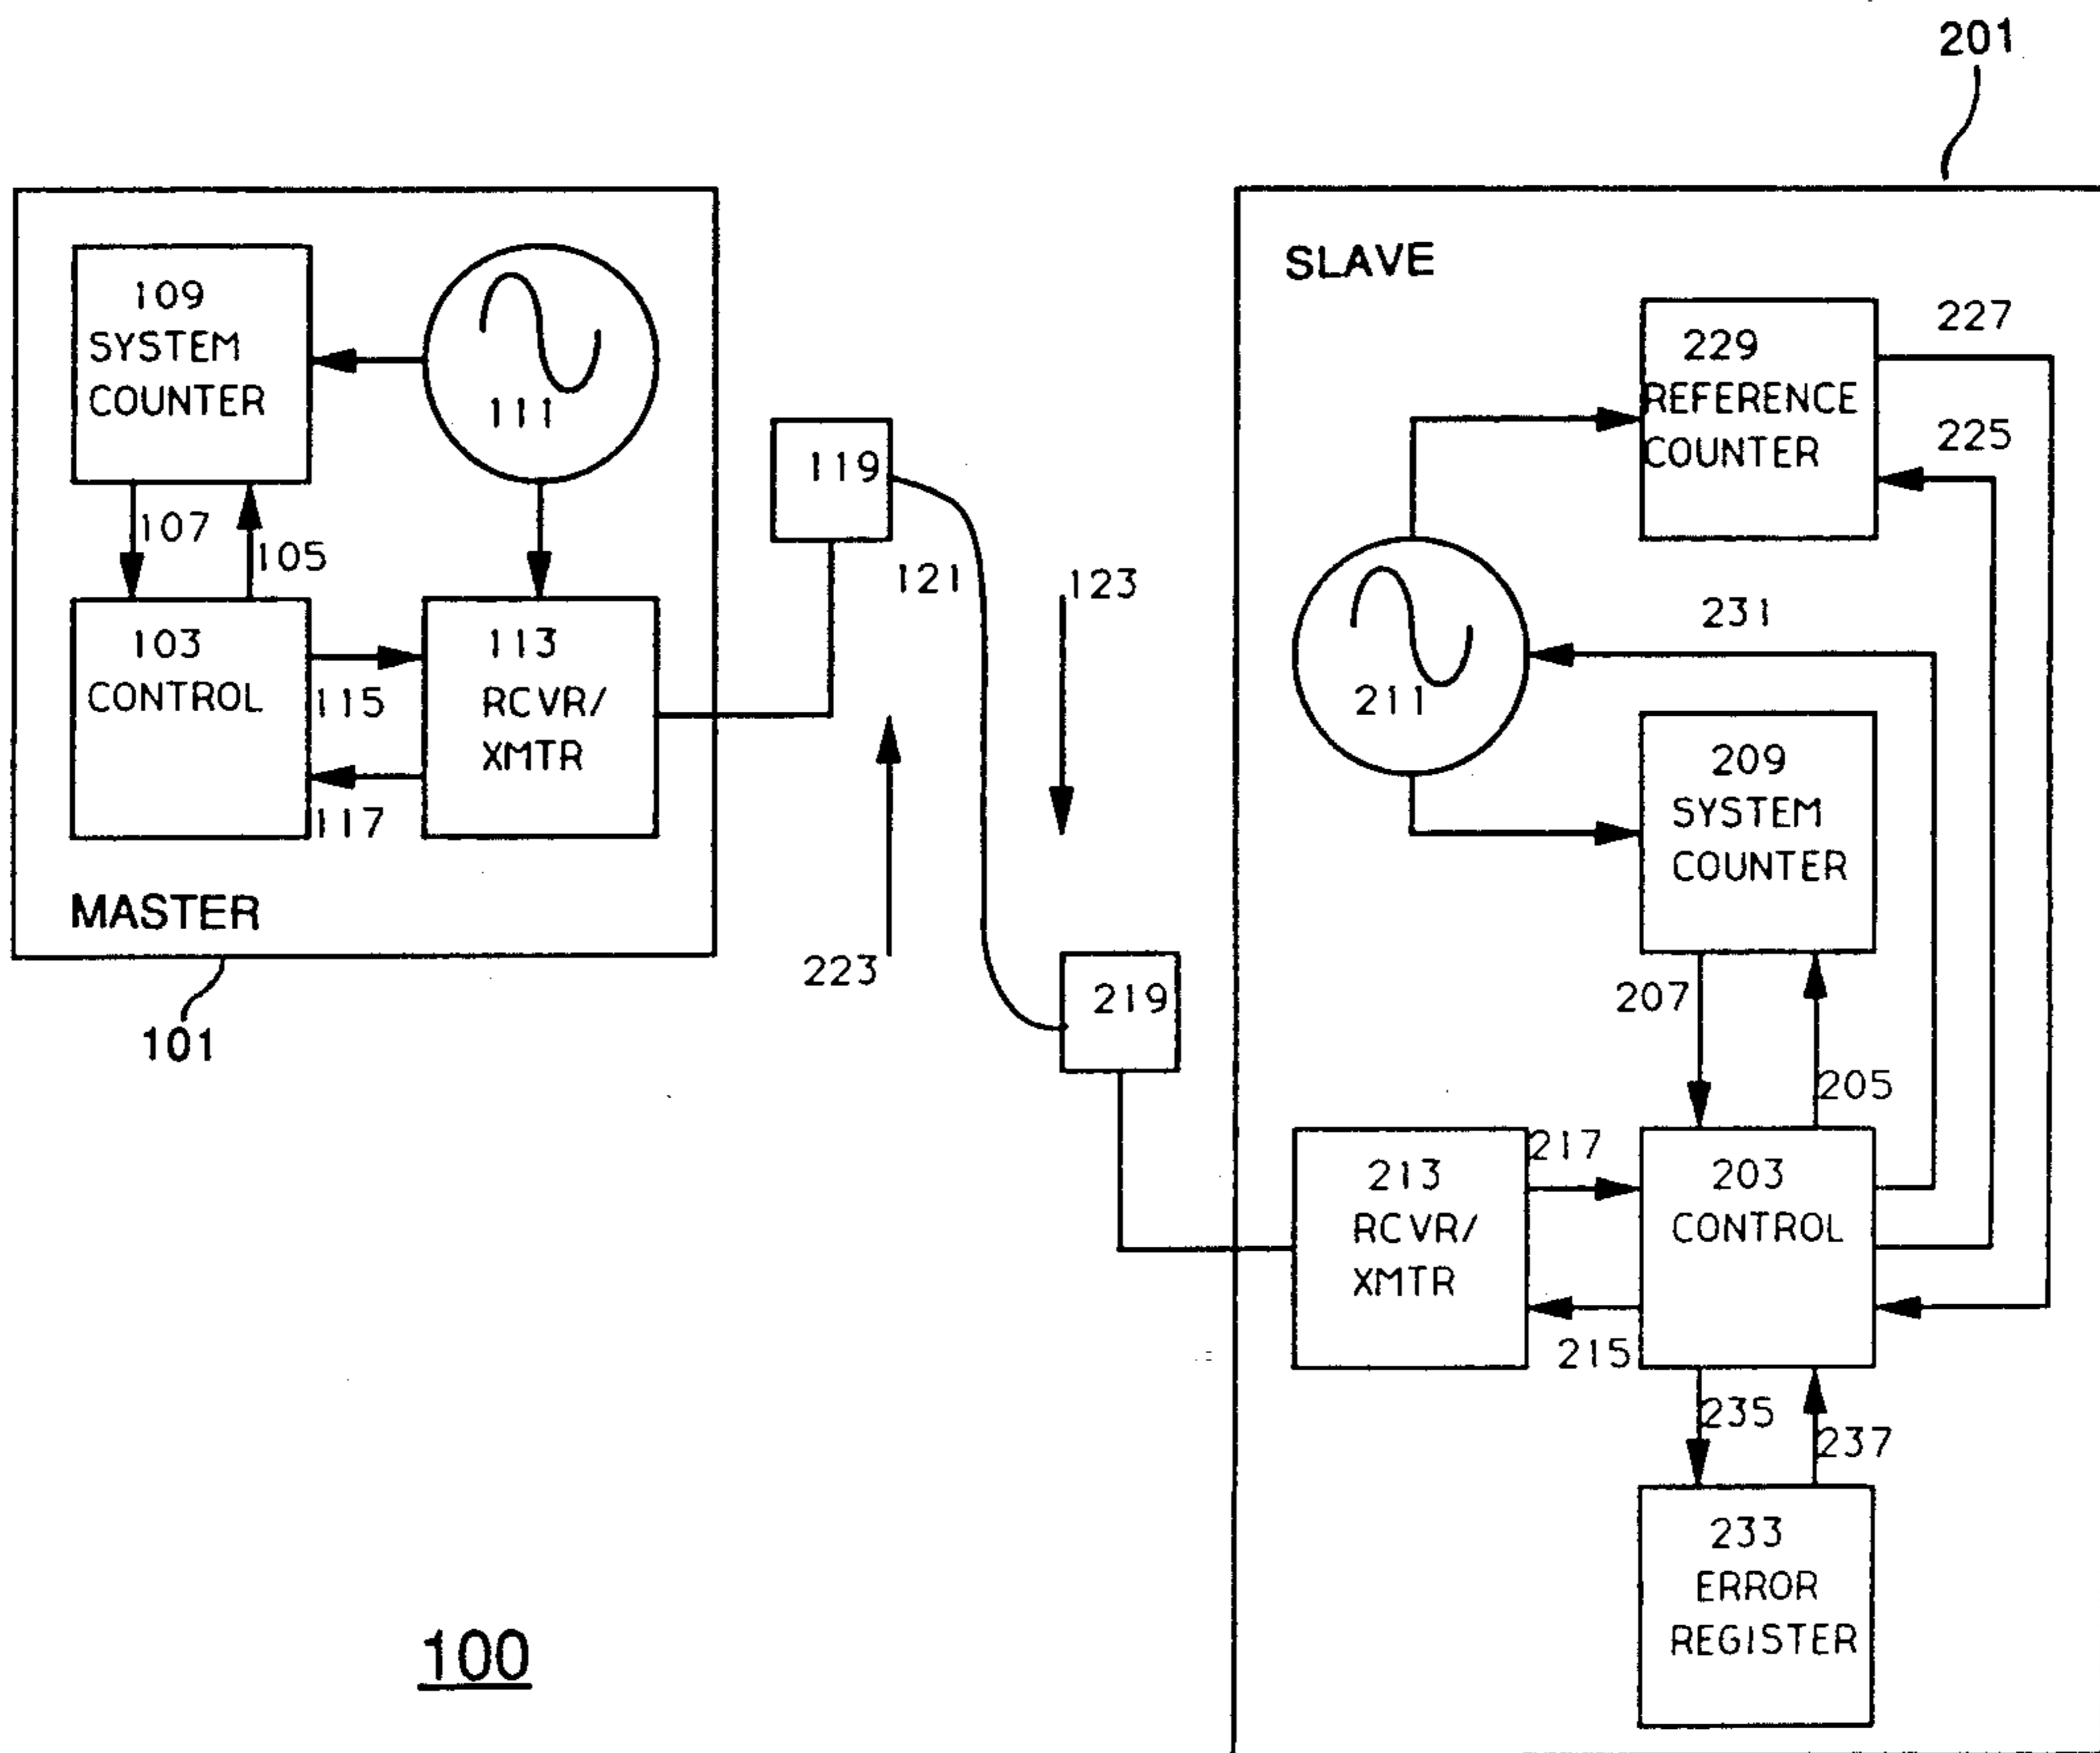 201
109
SYSTEM
COUNTER
111
107
105
103
CONTROL
115
117
113
RCVR/
XMTR
MASTER
101
119
121
123
223
219
SLAVE
229
REFERENCE
COUNTER
227
225
231
211
209
SYSTEM
COUNTER
207
205
217
213
RCVR/
XMTR
203
CONTROL
215
235
237
233
ERROR
REGISTER
100